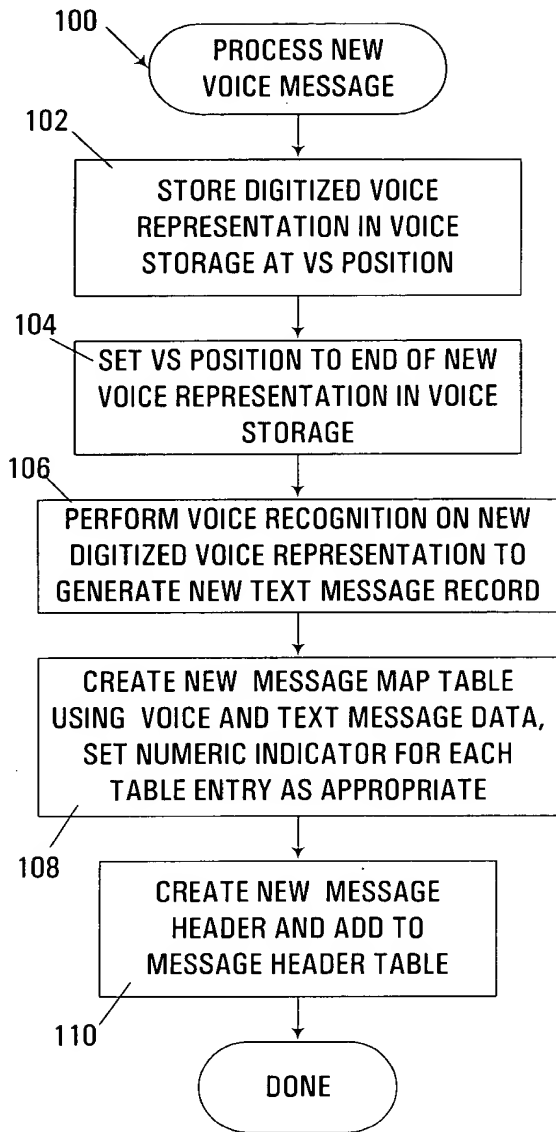 100
PROCESS NEW
VOICE MESSAGE
102
STORE DIGITIZED VOICE
REPRESENTATION IN VOICE
STORAGE AT VS POSITION
104
SET VS POSITION TO END OF NEW
VOICE REPRESENTATION IN VOICE
STORAGE
106
PERFORM VOICE RECOGNITION ON NEW
DIGITIZED VOICE REPRESENTATION TO
GENERATE NEW TEXT MESSAGE RECORD
CREATE NEW MESSAGE MAP TABLE
USING VOICE AND TEXT MESSAGE DATA,
SET NUMERIC INDICATOR FOR EACH
TABLE ENTRY AS APPROPRIATE
108
CREATE NEW MESSAGE
HEADER AND ADD TO
MESSAGE HEADER TABLE
110
DONE